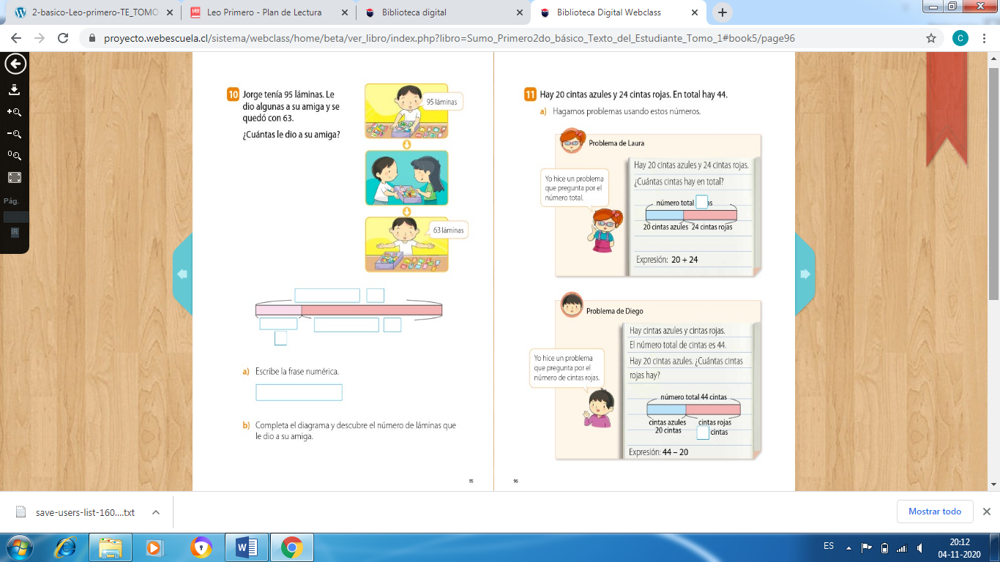 2-basico-Leo-primero-TE_TOMO
Leo Primero - Plan de Lectura
Biblioteca digital
Biblioteca Digital Webclass
proyecto.webescuela.cl/sistema/webclass/home/beta/ver_libro/index.php?libro=Sumo_Primero2do_básico_Texto_del_Estudiante_Tomo_1#book5/page96
C
Pág.
IR
10 Jorge tenía 95 láminas. Le
dio algunas a su amiga y se
quedó con 63.
¿Cuántas le dio a su amiga?
95 láminas
63 láminas
a) Escribe la frase numérica.
b) Completa el diagrama y descubre el número de láminas que
le dio a su amiga.
95
11 Hay 20 cintas azules y 24 cintas rojas. En total hay 44.
a) Hagamos problemas usando estos números.
Problema de Laura
Yo hice un problema
que pregunta por el
número total.
Hay 20 cintas azules y 24 cintas rojas.
¿Cuántas cintas hay en total?
número total as
20 cintas azules 24 cintas rojas
Expresión: 20 + 24
Problema de Diego
Yo hice un problema
que pregunta por el
número de cintas rojas.
Hay cintas azules y cintas rojas.
El número total de cintas es 44.
Hay 20 cintas azules. ¿Cuántas cintas
rojas hay?
número total 44 cintas
cintas azules cintas rojas
20 cintas cintas
Expresión: 44 – 20
96
save-users-list-160....txt
Mostrar todo
ES
20:12
04-11-2020